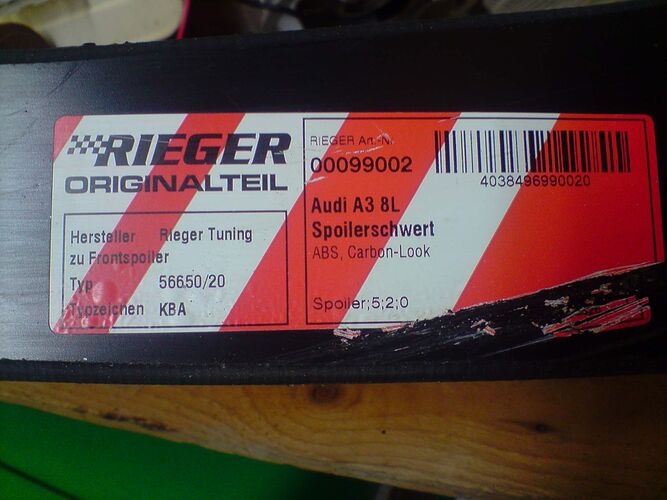 RIEGER
ORIGINALTEIL
Hersteller Rieger Tuning
zu Frontspoiler
Typ 56650/20
Typzeichen KBA
RIEGER Art.-Nr.
00099002
4038496990020
Audi A3 8L
Spoilerschwert
ABS, Carbon-Look
Spoiler;5;2;0